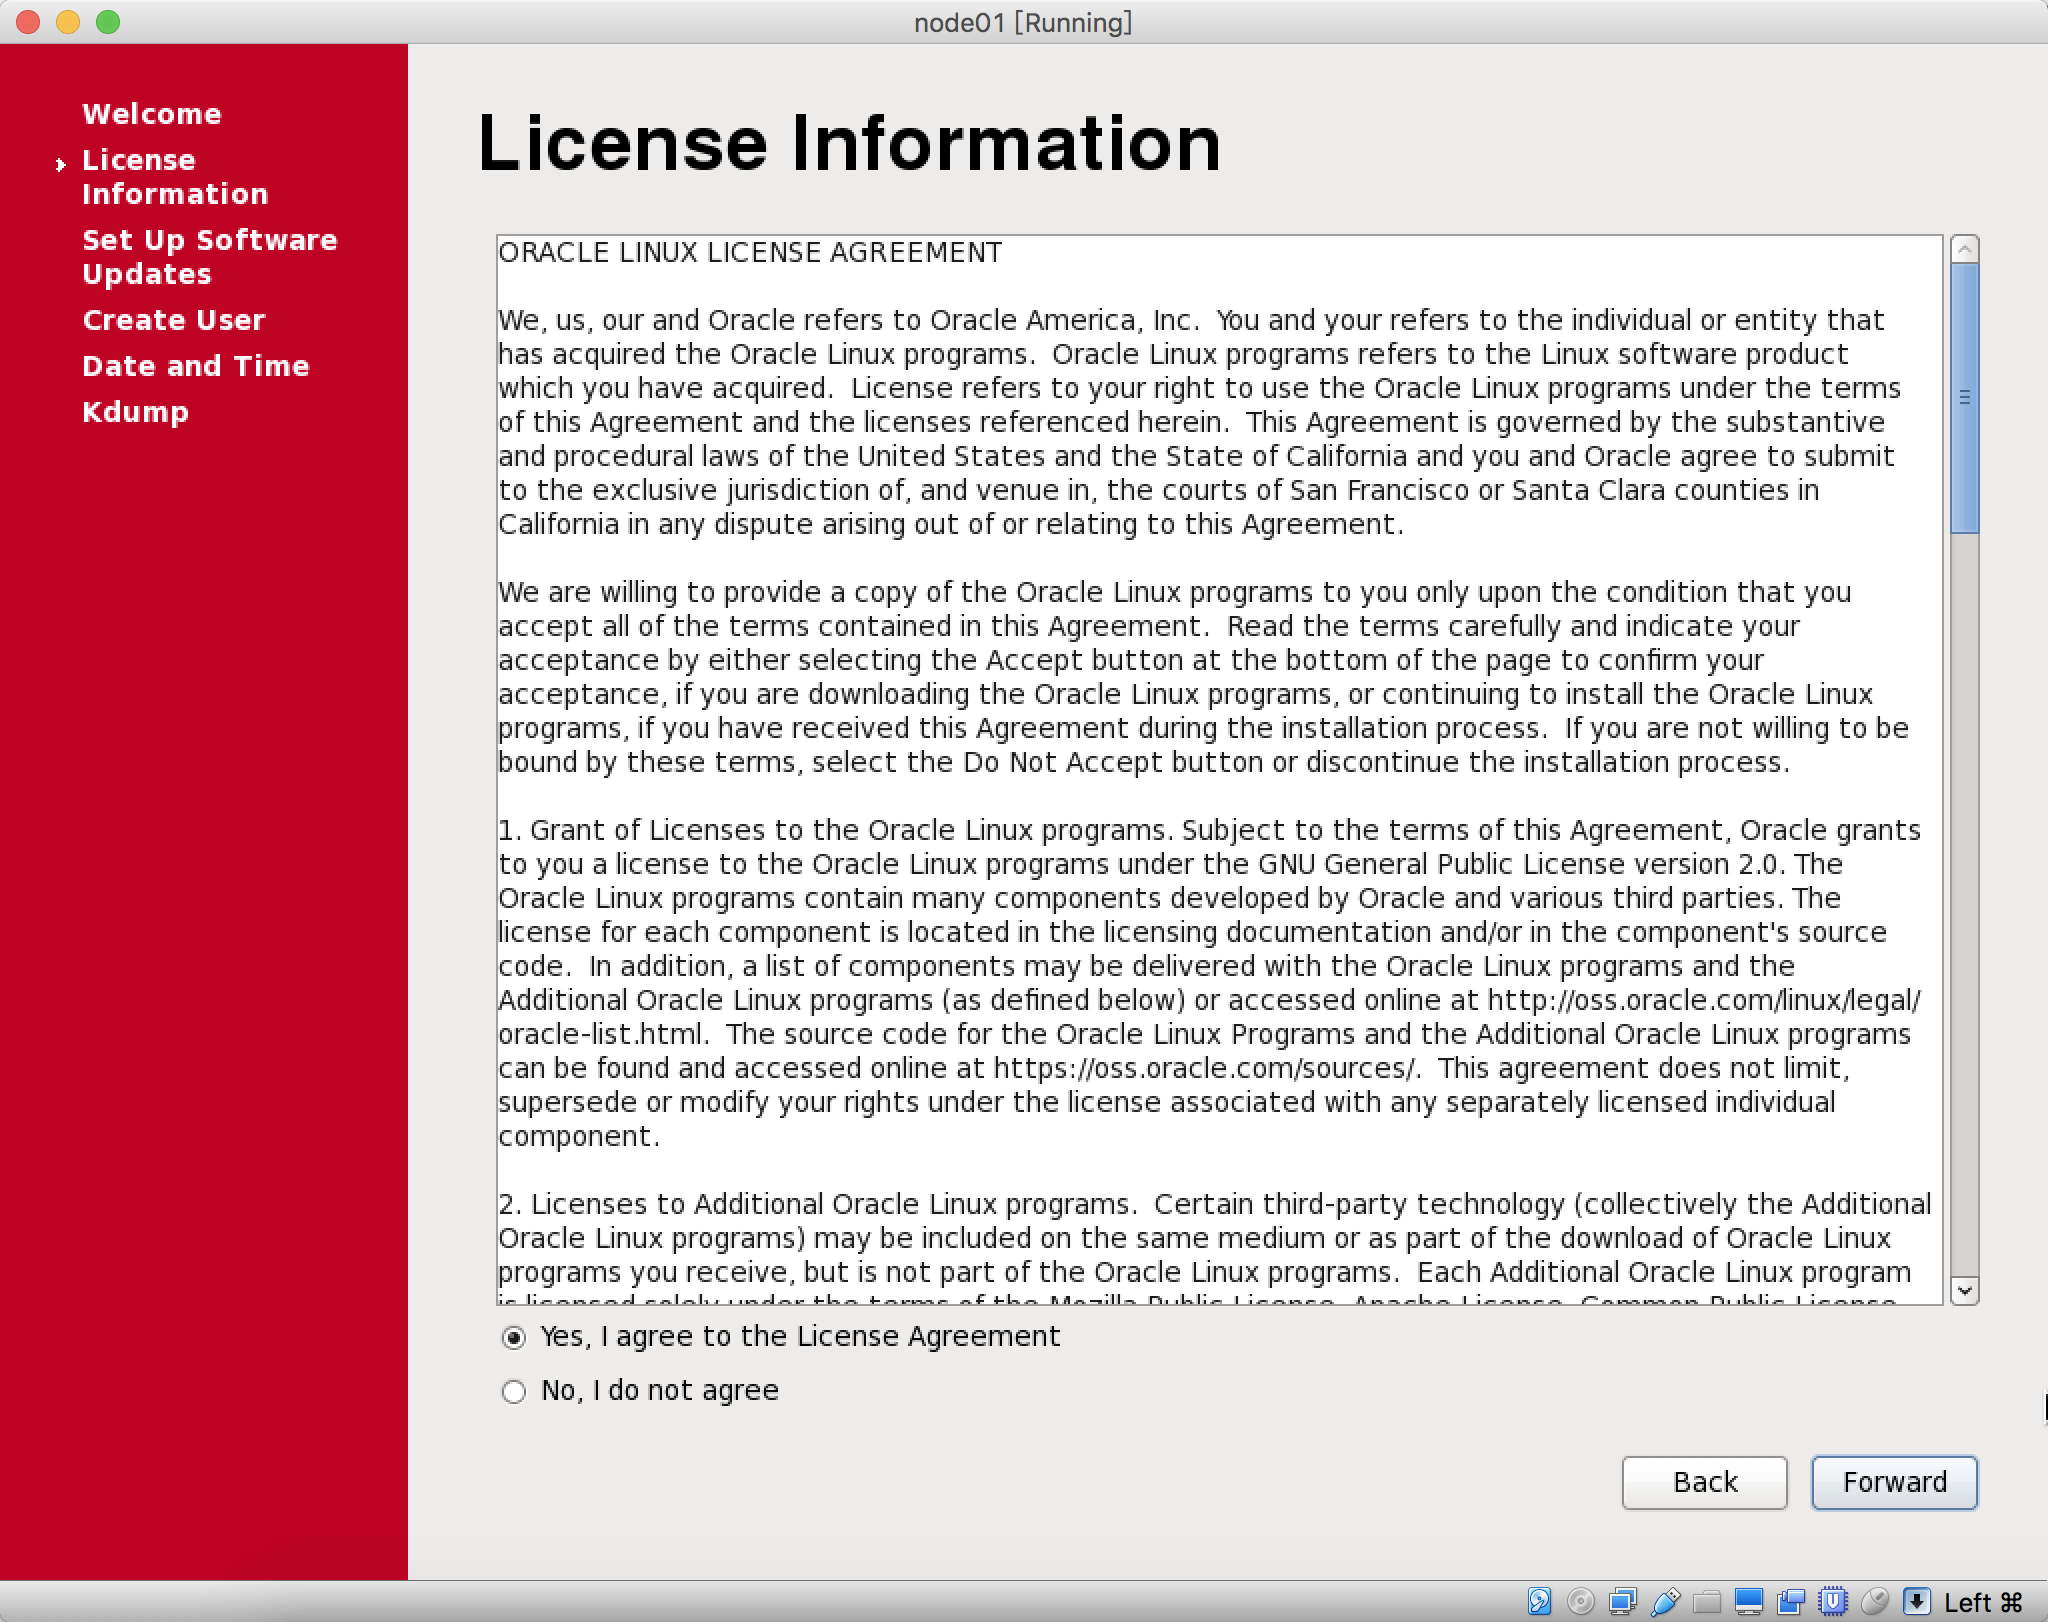 node01 [Running]
Welcome
License
Information
Set Up Software
Updates
Create User
Date and Time
Kdump
License Information
ORACLE LINUX LICENSE AGREEMENT
We, us, our and Oracle refers to Oracle America, Inc.  You and your refers to the individual or entity that
has acquired the Oracle Linux programs.  Oracle Linux programs refers to the Linux software product
which you have acquired.  License refers to your right to use the Oracle Linux programs under the terms
of this Agreement and the licenses referenced herein.  This Agreement is governed by the substantive
and procedural laws of the United States and the State of California and you and Oracle agree to submit
to the exclusive jurisdiction of, and venue in, the courts of San Francisco or Santa Clara counties in
California in any dispute arising out of or relating to this Agreement.
We are willing to provide a copy of the Oracle Linux programs to you only upon the condition that you
accept all of the terms contained in this Agreement.  Read the terms carefully and indicate your
acceptance by either selecting the Accept button at the bottom of the page to confirm your
acceptance, if you are downloading the Oracle Linux programs, or continuing to install the Oracle Linux
programs, if you have received this Agreement during the installation process.  If you are not willing to be
bound by these terms, select the Do Not Accept button or discontinue the installation process.
1. Grant of Licenses to the Oracle Linux programs. Subject to the terms of this Agreement, Oracle grants
to you a license to the Oracle Linux programs under the GNU General Public License version 2.0. The
Oracle Linux programs contain many components developed by Oracle and various third parties. The
license for each component is located in the licensing documentation and/or in the component's source
code.  In addition, a list of components may be delivered with the Oracle Linux programs and the
Additional Oracle Linux programs (as defined below) or accessed online at http://oss.oracle.com/linux/legal/
oracle-list.html.  The source code for the Oracle Linux Programs and the Additional Oracle Linux programs
can be found and accessed online at https://oss.oracle.com/sources/.  This agreement does not limit,
supersede or modify your rights under the license associated with any separately licensed individual
component.
2. Licenses to Additional Oracle Linux programs.  Certain third-party technology (collectively the Additional
Oracle Linux programs) may be included on the same medium or as part of the download of Oracle Linux
programs you receive, but is not part of the Oracle Linux programs.  Each Additional Oracle Linux program
is licensed solely under the terms of the Mozilla Public License, Apache License, Common Public License,
Yes, I agree to the License Agreement
No, I do not agree
Back
Forward
Left ⌘